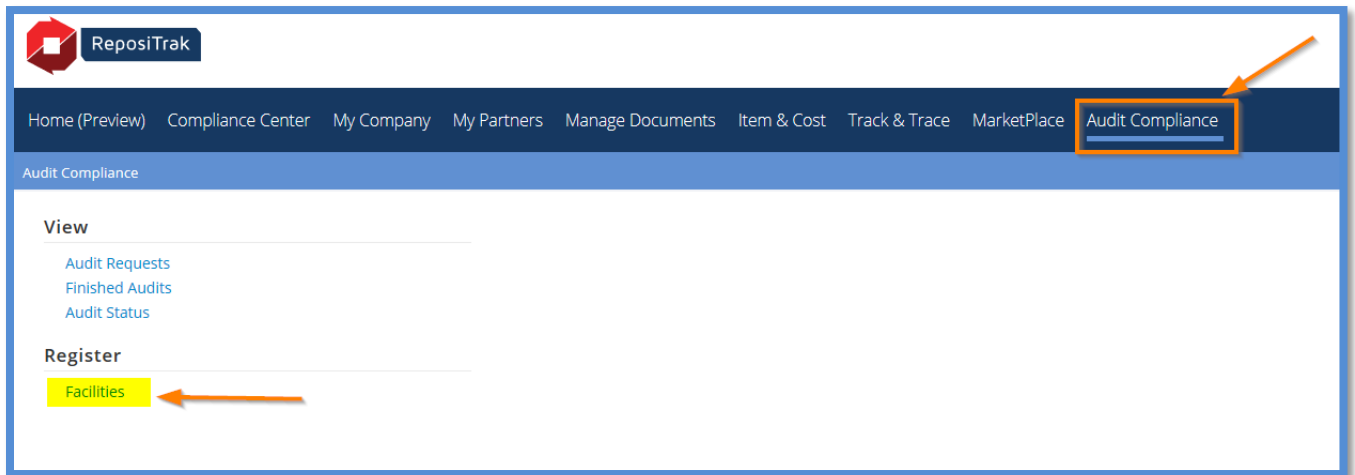 ReposiTrak
Home (Preview) Compliance Center My Company My Partners Manage Documents Item & Cost Track & Trace MarketPlace Audit Compliance
Audit Compliance
View
Audit Requests
Finished Audits
Audit Status
Register
Facilities